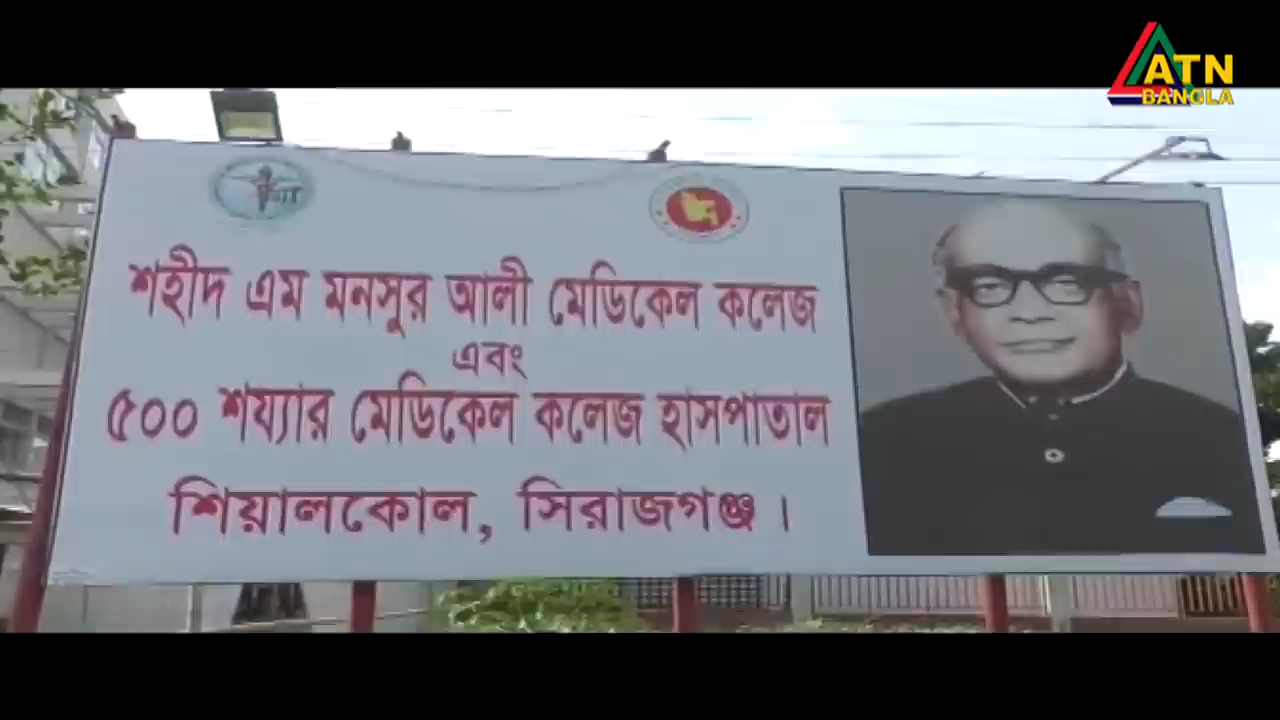 ATN
BANGLA
শহীদ এম মনসুর আলী মেডিকেল কলেজ
এবং
৫০০ শয্যার মেডিকেল কলেজ হাসপাতাল
শিয়ালকোল, সিরাজগঞ্জ।